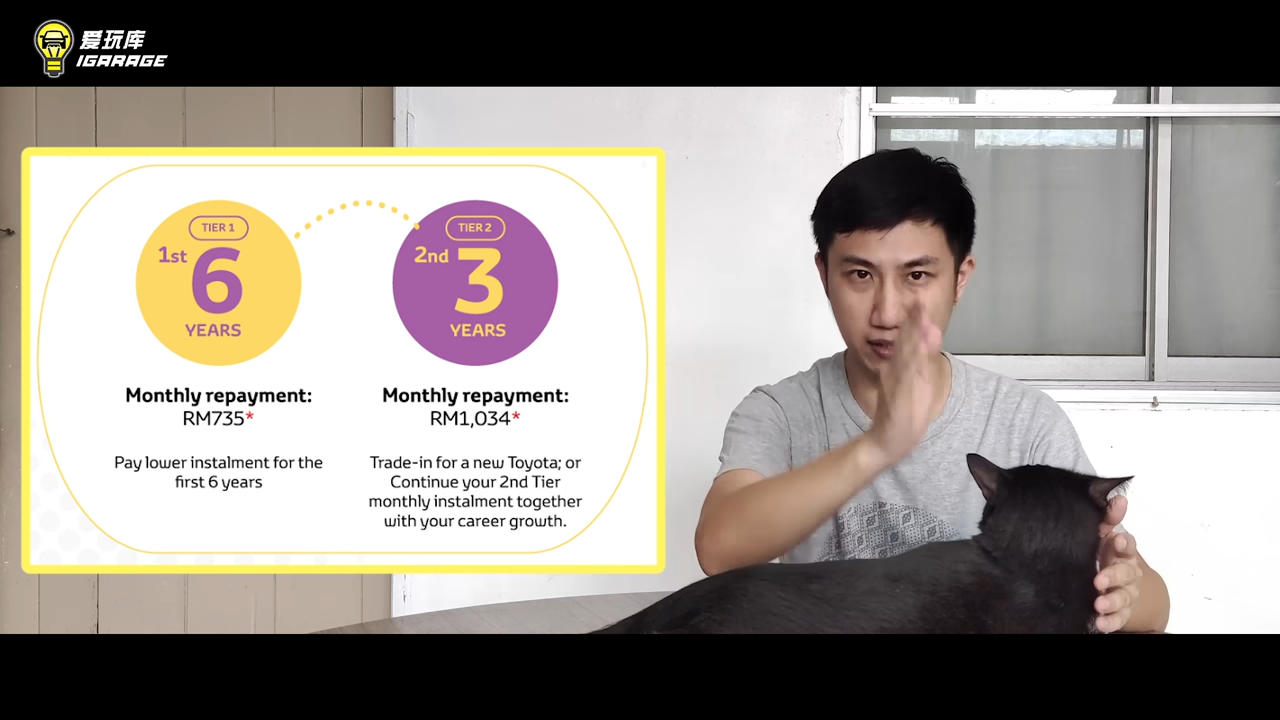 爱玩库
IGARAGE
TIER 1
1st 6
YEARS
Monthly repayment:
RM735*
Pay lower instalment for the
first 6 years
TIER 2
2nd 3
YEARS
Monthly repayment:
RM1,034*
Trade-in for a new Toyota; or
Continue your 2nd Tier
monthly instalment together
with your career growth.